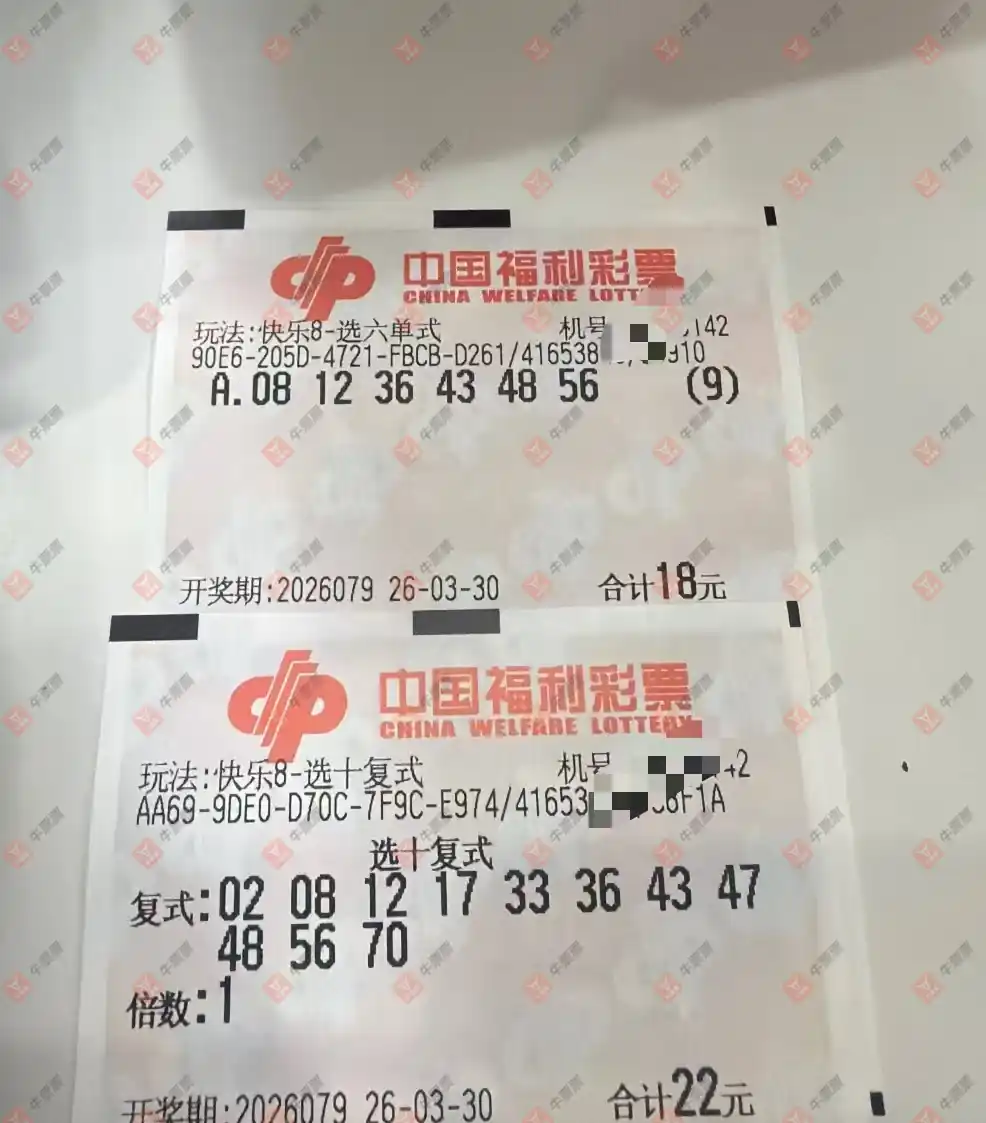 中国福利彩票
CHINA WELFARE LOTT
玩法:快乐8-选六单式 机号 142
90E6-205D-4721-FBCB-D261/416538 910
A.08 12 36 43 48 56 (9)
开奖期:2026079 26-03-30 合计18元
中国福利彩票
CHINA WELFARE LOTTERY
玩法:快乐8-选十复式 机号 42
AA69-9DE0-D70C-7F9C-E974/41653 8F1A
选十复式
复式:02 08 12 17 33 36 43 47
48 56 70
倍数:1
开奖期:2026079 26-03-30 合计22元